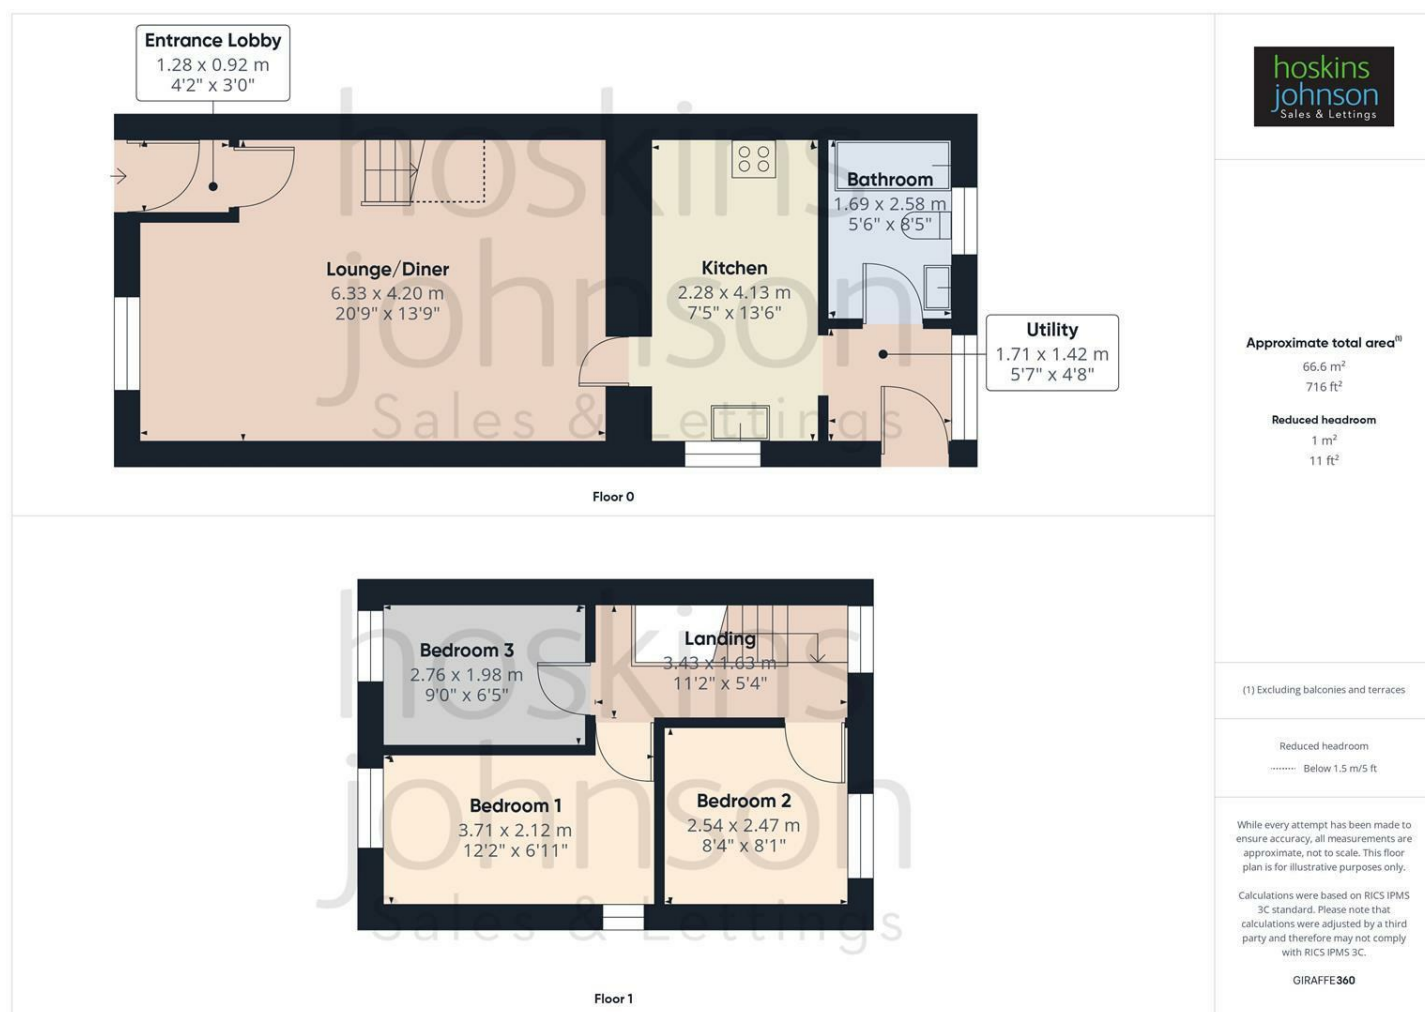 Entrance Lobby
1.28 x 0.92 m
4'2" x 3'0"
Lounge/Diner
6.33 x 4.20 m
20'9" x 13'9"
Kitchen
2.28 x 4.13 m
7'5" x 13'6"
Bathroom
1.69 x 2.58 m
5'6" x 8'5"
Utility
1.71 x 1.42 m
5'7" x 4'8"
hoskins
johnson
Sales & Lettings
Floor 0
Bedroom 3
2.76 x 1.98 m
9'0" x 6'5"
Landing
3.43 x 1.63 m
11'2" x 5'4"
Bedroom 1
3.71 x 2.12 m
12'2" x 6'11"
Bedroom 2
2.54 x 2.47 m
8'4" x 8'1"
hoskins
johnson
Sales & Lettings
Floor 1
hoskins
johnson
Sales & Lettings
Approximate total area(1)
66.6 m²
716 ft²
Reduced headroom
1 m²
11 ft²
(1) Excluding balconies and terraces
Reduced headroom
Below 1.5 m/5 ft
While every attempt has been made to
ensure accuracy, all measurements are
approximate, not to scale. This floor
plan is for illustrative purposes only.
Calculations were based on RICS IPMS
3C standard. Please note that
calculations were adjusted by a third
party and therefore may not comply
with RICS IPMS 3C.
GIRAFFE360